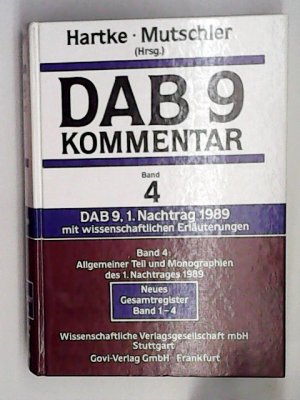 Hartke · Mutschler
(Hrsg.)
DAB 9
KOMMENTAR
Band
4
DAB 9, 1. Nachtrag 1989
mit wissenschaftlichen Erläuterungen
Band 4
Allgemeiner Teil und Monographien
des 1. Nachtrages 1989
Neues
Gesamtregister
Band 1–4
Wissenschaftliche Verlagsgesellschaft mbH
Stuttgart
Govi-Verlag GmbH Frankfurt